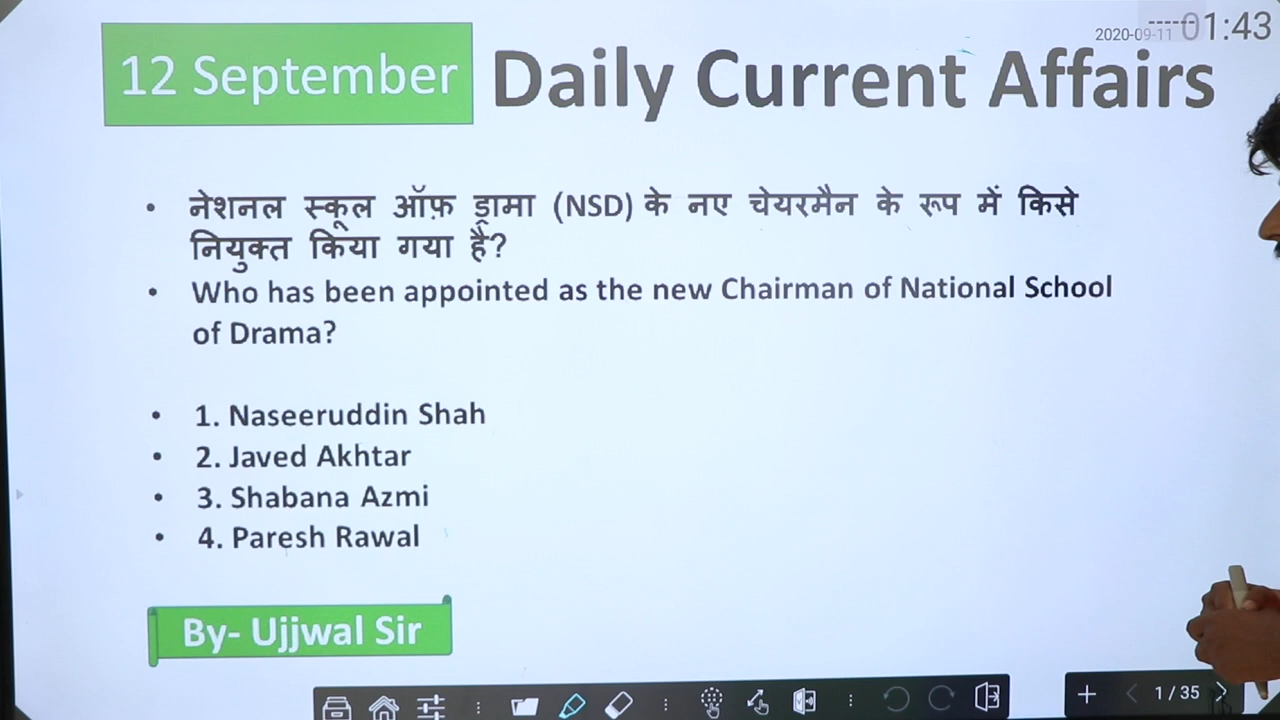 2020-09-11 01:43
12 September Daily Current Affairs
• नेशनल स्कूल ऑफ़ ड्रामा (NSD) के नए चेयरमैन के रूप में किसे
नियुक्त किया गया है?
• Who has been appointed as the new Chairman of National School
of Drama?
• 1. Naseeruddin Shah
• 2. Javed Akhtar
• 3. Shabana Azmi
• 4. Paresh Rawal
By- Ujjwal Sir
1 / 35